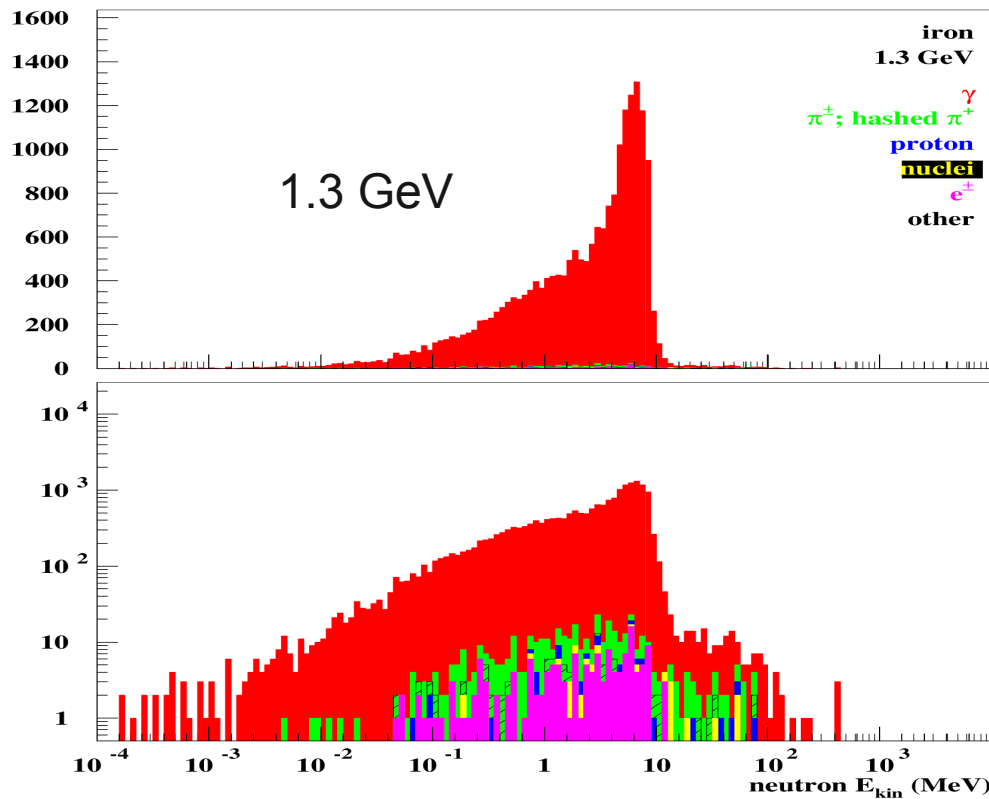 1600
1400
1200
1000
800
600
400
200
0
iron
1.3 GeV
γ
π±; hashed π+
proton
nuclei
e±
other
1.3 GeV
10^4
10^3
10^2
10
1
10^-4 10^-3 10^-2 10^-1 1 10 10^2 10^3
neutron E_kin (MeV)